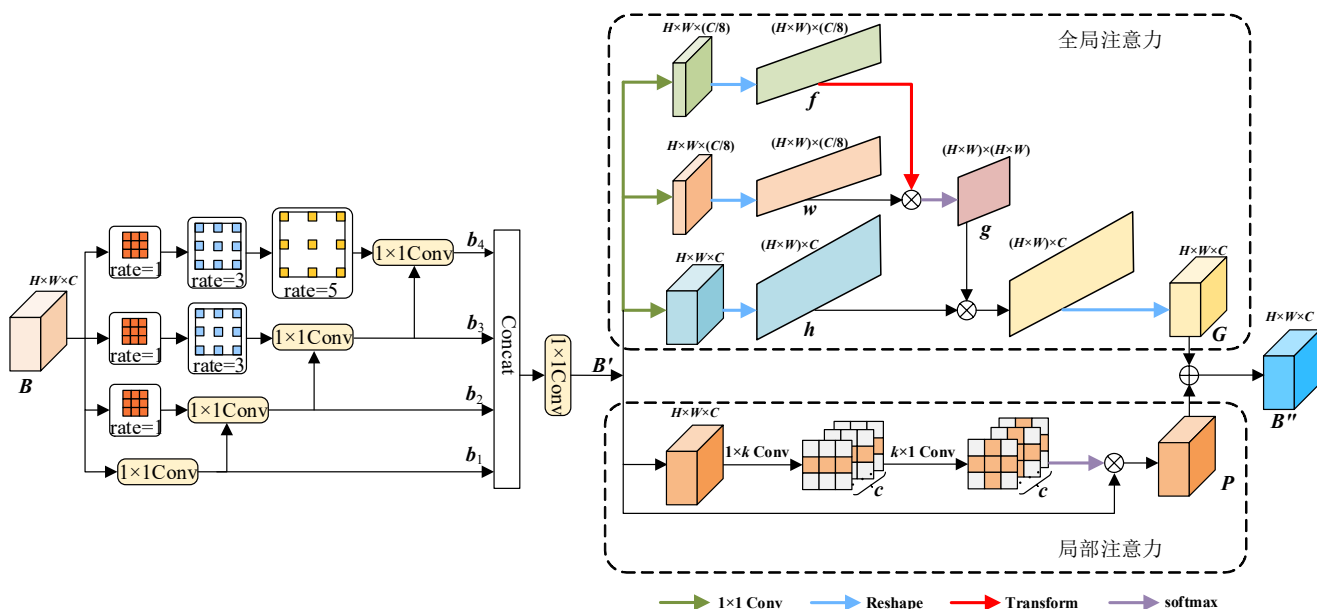 H×W×C
B
rate=1
rate=3
rate=5
1×1Conv
b4
rate=1
rate=3
1×1Conv
b3
rate=1
1×1Conv
b2
1×1Conv
b1
Concat
1×1Conv
B'
全局注意力
H×W×(C/8)
(H×W)×(C/8)
f
H×W×(C/8)
(H×W)×(C/8)
w
(H×W)×(H×W)
g
H×W×C
(H×W)×C
h
(H×W)×C
H×W×C
G
H×W×C
B''
H×W×C
1×k Conv
c
k×1 Conv
c
P
局部注意力
1×1 Conv
Reshape
Transform
softmax